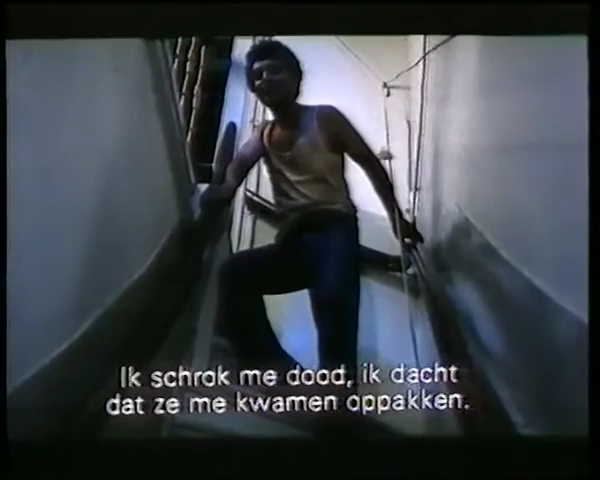 Ik schrok me dood, ik dacht
dat ze me kwamen oppakken.